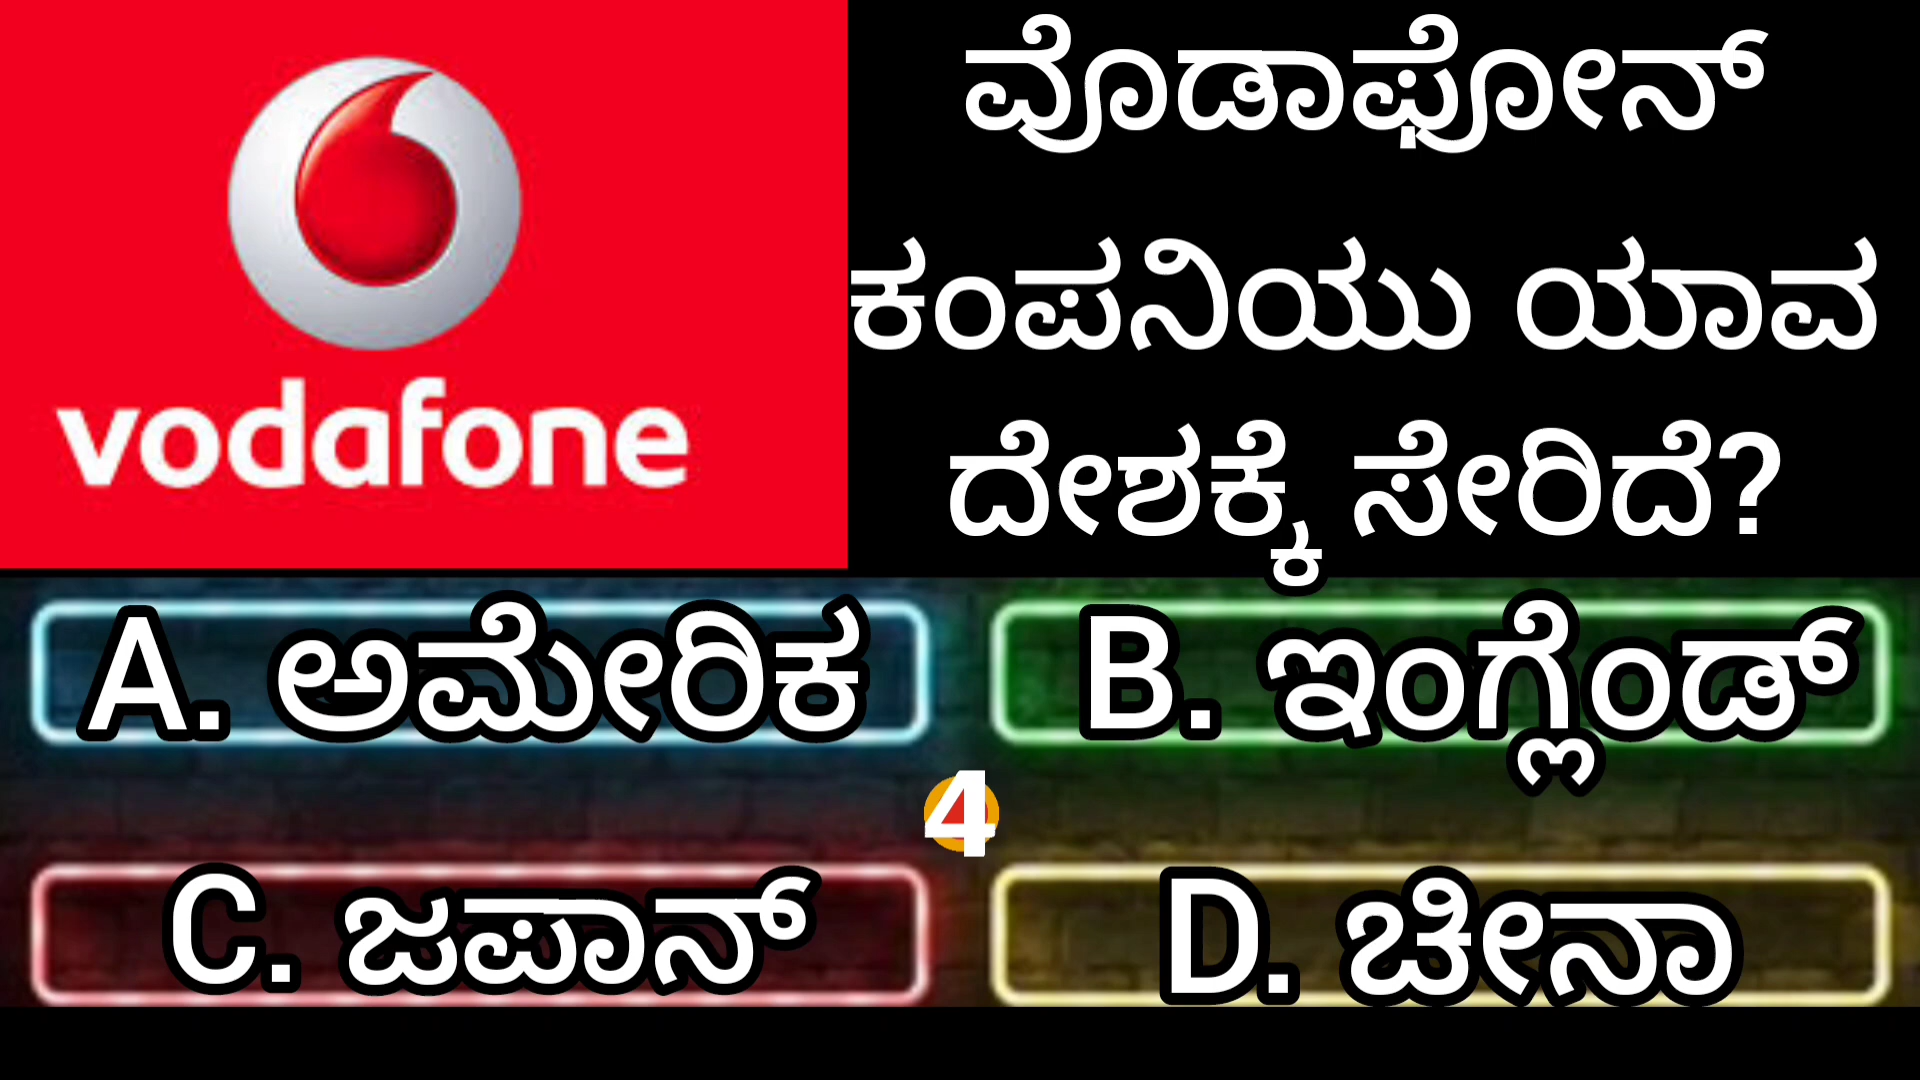 vodafone
ವೊಡಾಫೋನ್
ಕಂಪನಿಯು ಯಾವ
ದೇಶಕ್ಕೆ ಸೇರಿದೆ?
A. ಅಮೇರಿಕ
B. ಇಂಗ್ಲೆಂಡ್
4
C. ಜಪಾನ್
D. ಚೀನಾ